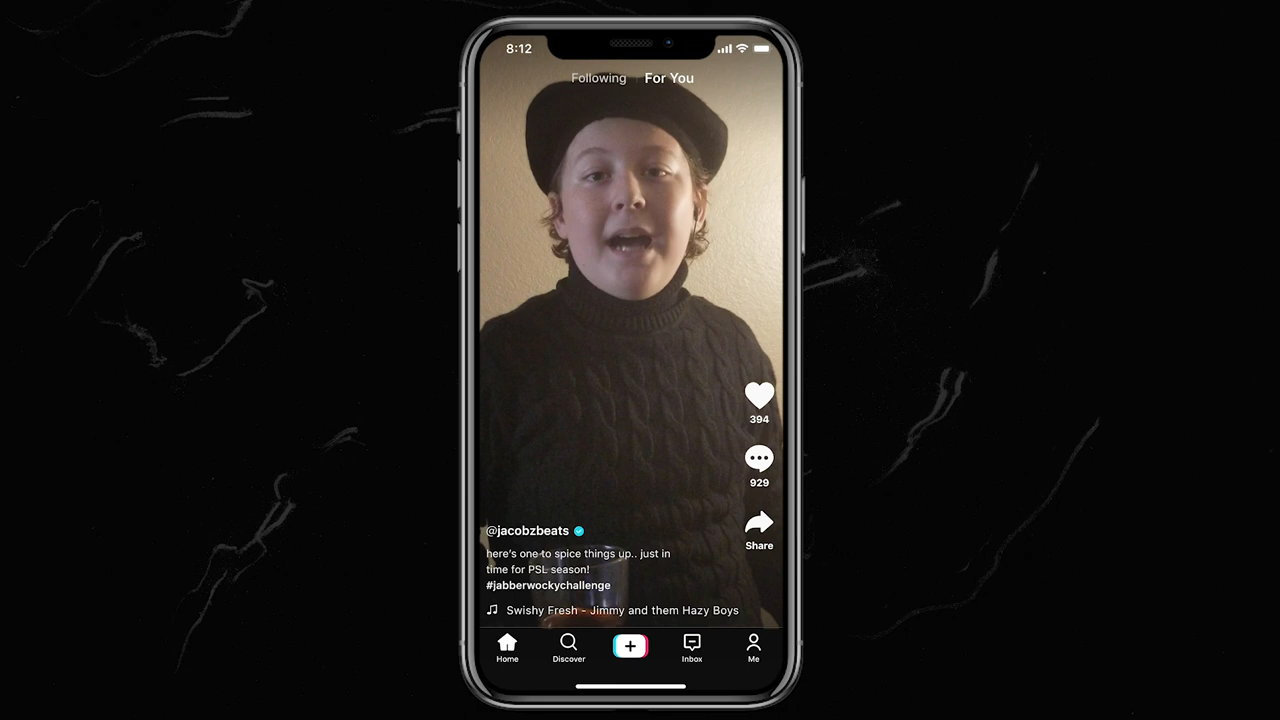 8:12
Following For You
394
929
Share
@jacobzbeats
here's one to spice things up.. just in
time for PSL season!
#jabberwockychallenge
Swishy Fresh - Jimmy and them Hazy Boys
Home Discover Inbox Me